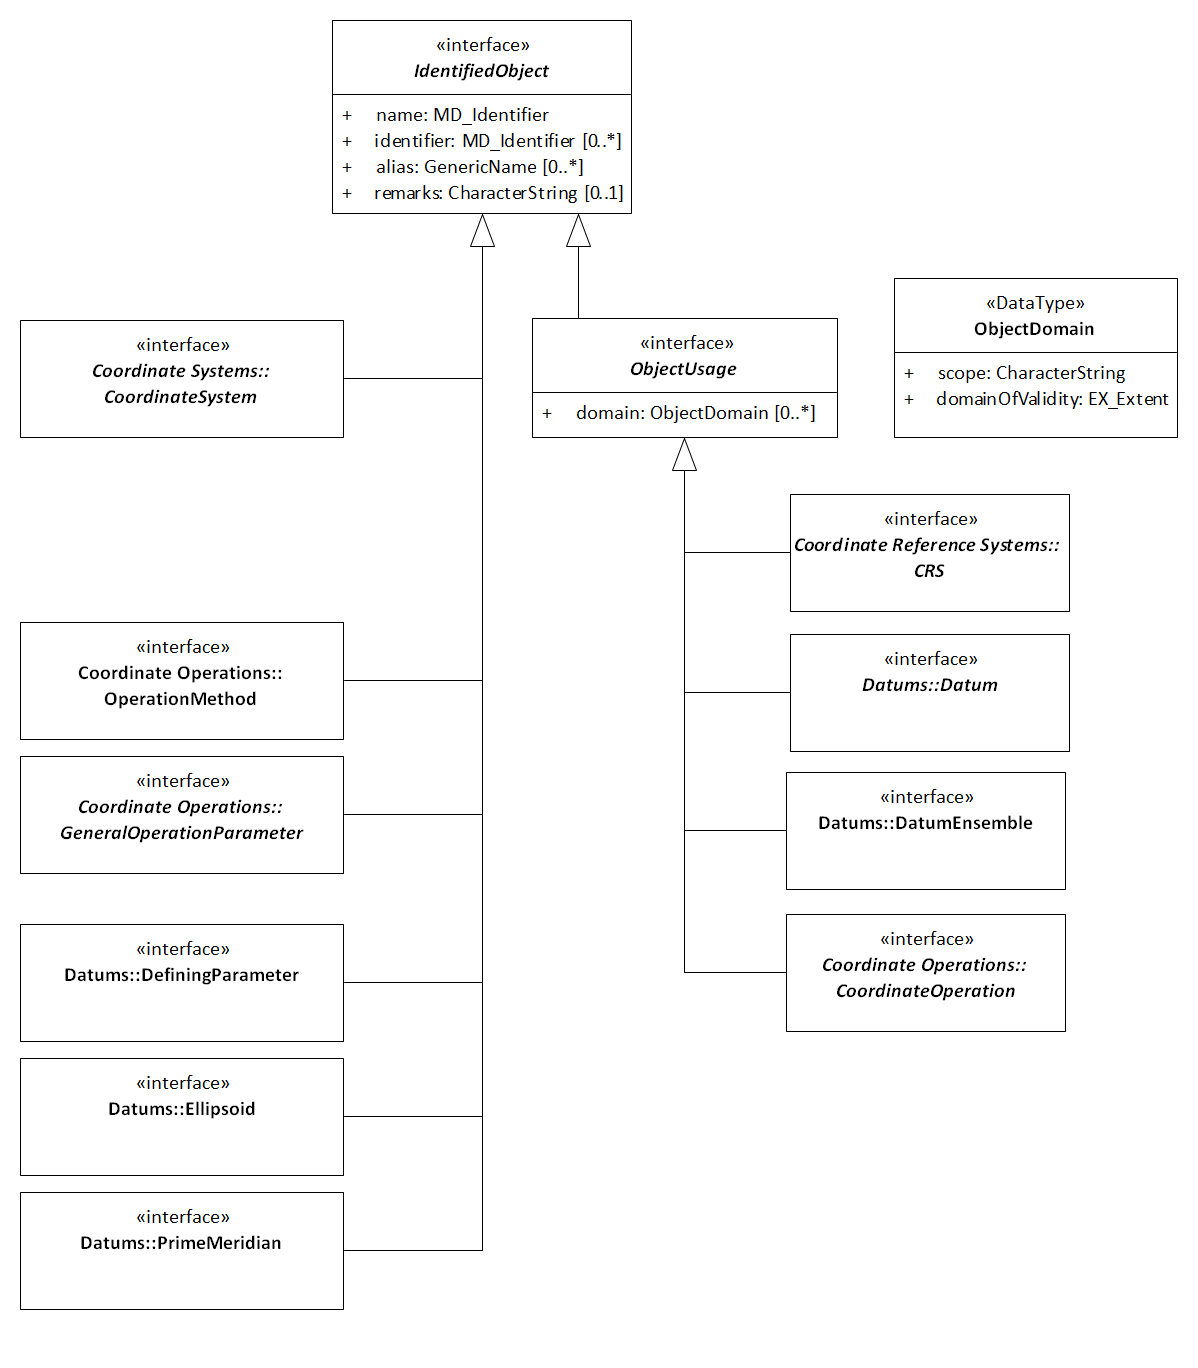 «interface»
IdentifiedObject
+ name: MD_Identifier
+ identifier: MD_Identifier [0..*]
+ alias: GenericName [0..*]
+ remarks: CharacterString [0..1]
«interface»
Coordinate Systems::
CoordinateSystem
«interface»
ObjectUsage
+ domain: ObjectDomain [0..*]
«DataType»
ObjectDomain
+ scope: CharacterString
+ domainOfValidity: EX_Extent
«interface»
Coordinate Reference Systems::
CRS
«interface»
Coordinate Operations::
OperationMethod
«interface»
Datums::Datum
«interface»
Coordinate Operations::
GeneralOperationParameter
«interface»
Datums::DatumEnsemble
«interface»
Datums::DefiningParameter
«interface»
Coordinate Operations::
CoordinateOperation
«interface»
Datums::Ellipsoid
«interface»
Datums::PrimeMeridian